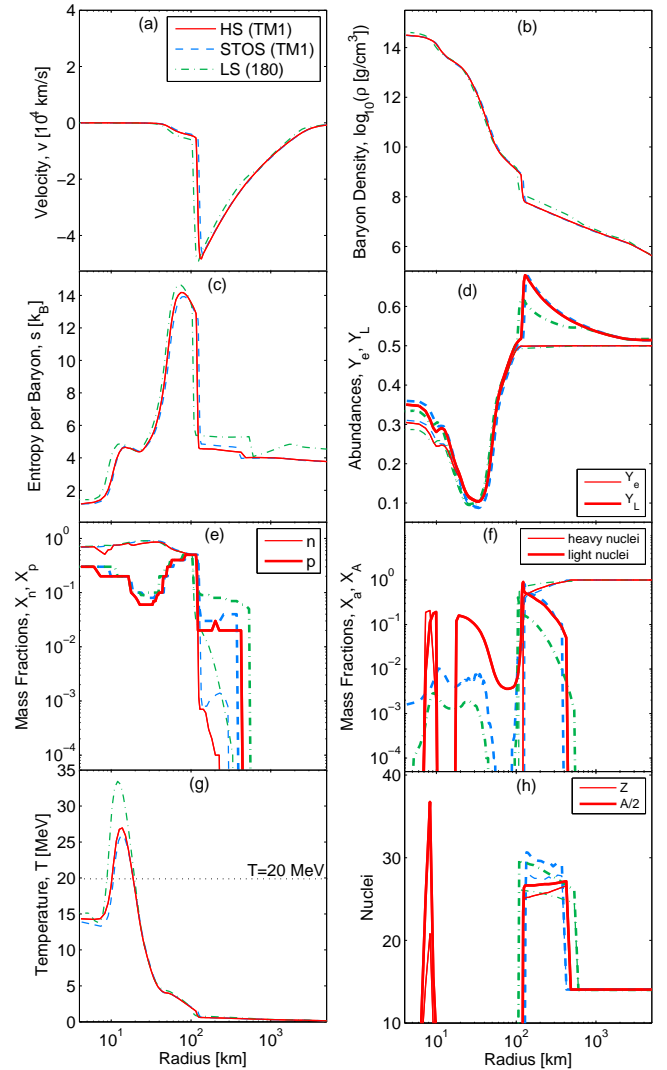 (a)
HS (TM1)
STOS (TM1)
LS (180)
4
2
0
−2
−4
Velocity, v [10⁴ km/s]
(b)
14
12
10
8
6
Baryon Density, log₁₀(ρ [g/cm³])
(c)
14
12
10
8
6
4
2
Entropy per Baryon, s [k_B]
(d)
0.6
0.5
0.4
0.3
0.2
0.1
Abundances, Y_e, Y_L
Y_e
Y_L
(e)
n
p
10⁰
10⁻¹
10⁻²
10⁻³
10⁻⁴
Mass Fractions, X_n, X_p
(f)
heavy nuclei
light nuclei
10⁰
10⁻¹
10⁻²
10⁻³
10⁻⁴
Mass Fractions, X_a, X_A
(g)
T=20 MeV
35
30
25
20
15
10
5
0
Temperature, T [MeV]
10¹ 10² 10³
Radius [km]
(h)
Z
A/2
40
30
20
10
Nuclei
10¹ 10² 10³
Radius [km]